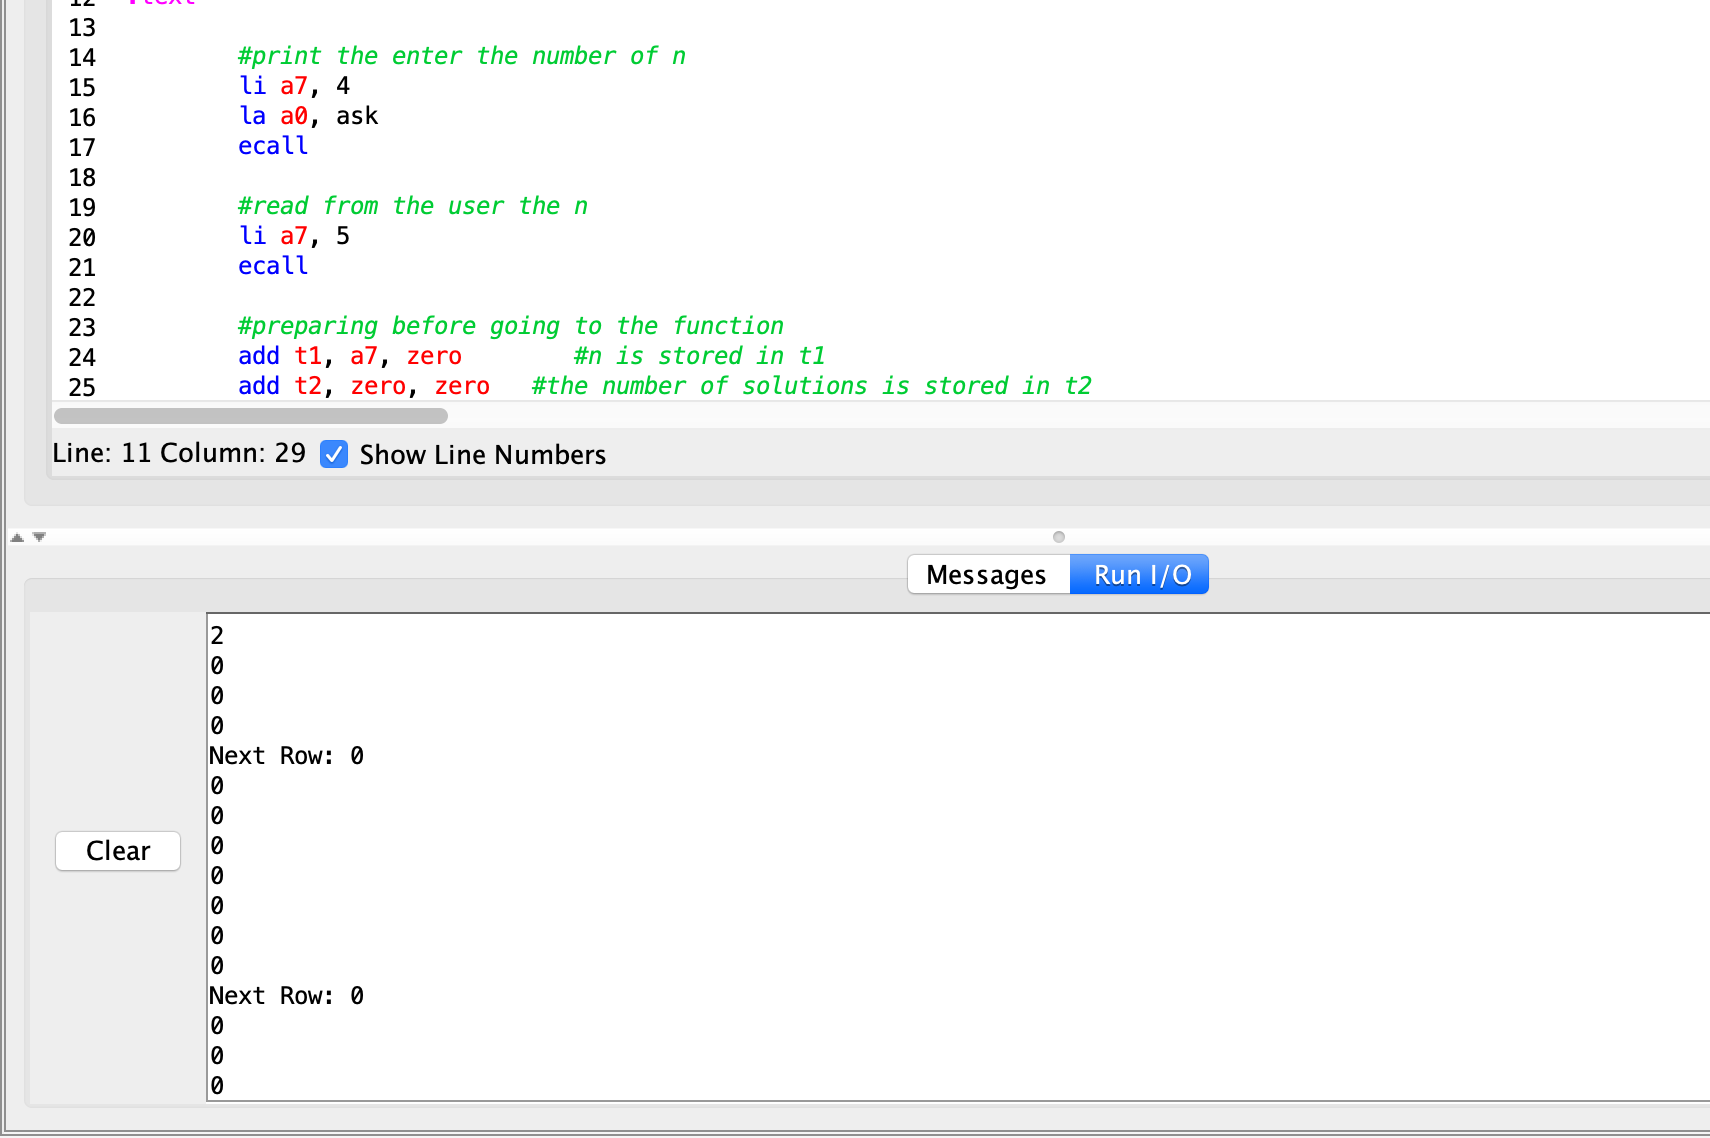 12 .text
13
14 #print the enter the number of n
15 li a7, 4
16 la a0, ask
17 ecall
18
19 #read from the user the n
20 li a7, 5
21 ecall
22
23 #preparing before going to the function
24 add t1, a7, zero #n is stored in t1
25 add t2, zero, zero #the number of solutions is stored in t2
Line: 11 Column: 29 Show Line Numbers
Messages Run I/O
2
0
0
0
Next Row: 0
0
0
0
0
0
0
0
Next Row: 0
0
0
0
Clear